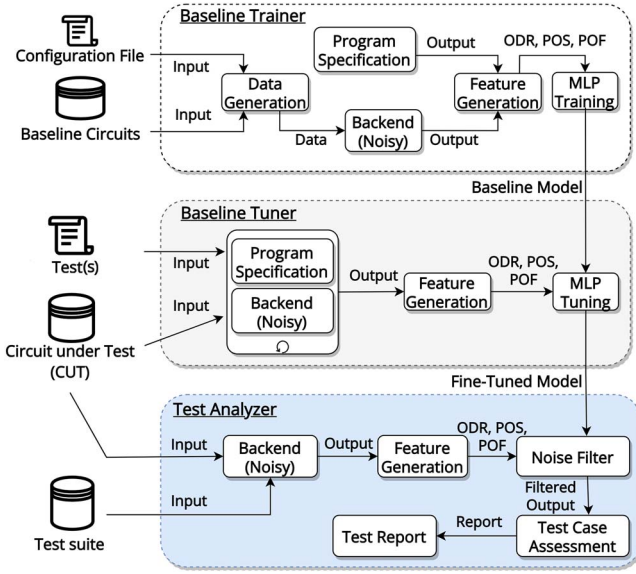 Baseline Trainer
Configuration File
Input
Baseline Circuits
Input
Data
Generation
Data
Program
Specification
Output
Backend
(Noisy)
Output
Feature
Generation
ODR, POS, POF
MLP
Training
Baseline Model
Baseline Tuner
Test(s)
Input
Circuit under Test
(CUT)
Input
Program
Specification
Backend
(Noisy)
Output
Feature
Generation
ODR, POS,
POF
MLP
Tuning
Fine-Tuned Model
Test Analyzer
Input
Test suite
Input
Backend
(Noisy)
Output
Feature
Generation
ODR, POS,
POF
Noise Filter
Filtered
Output
Test Case
Assessment
Report
Test Report